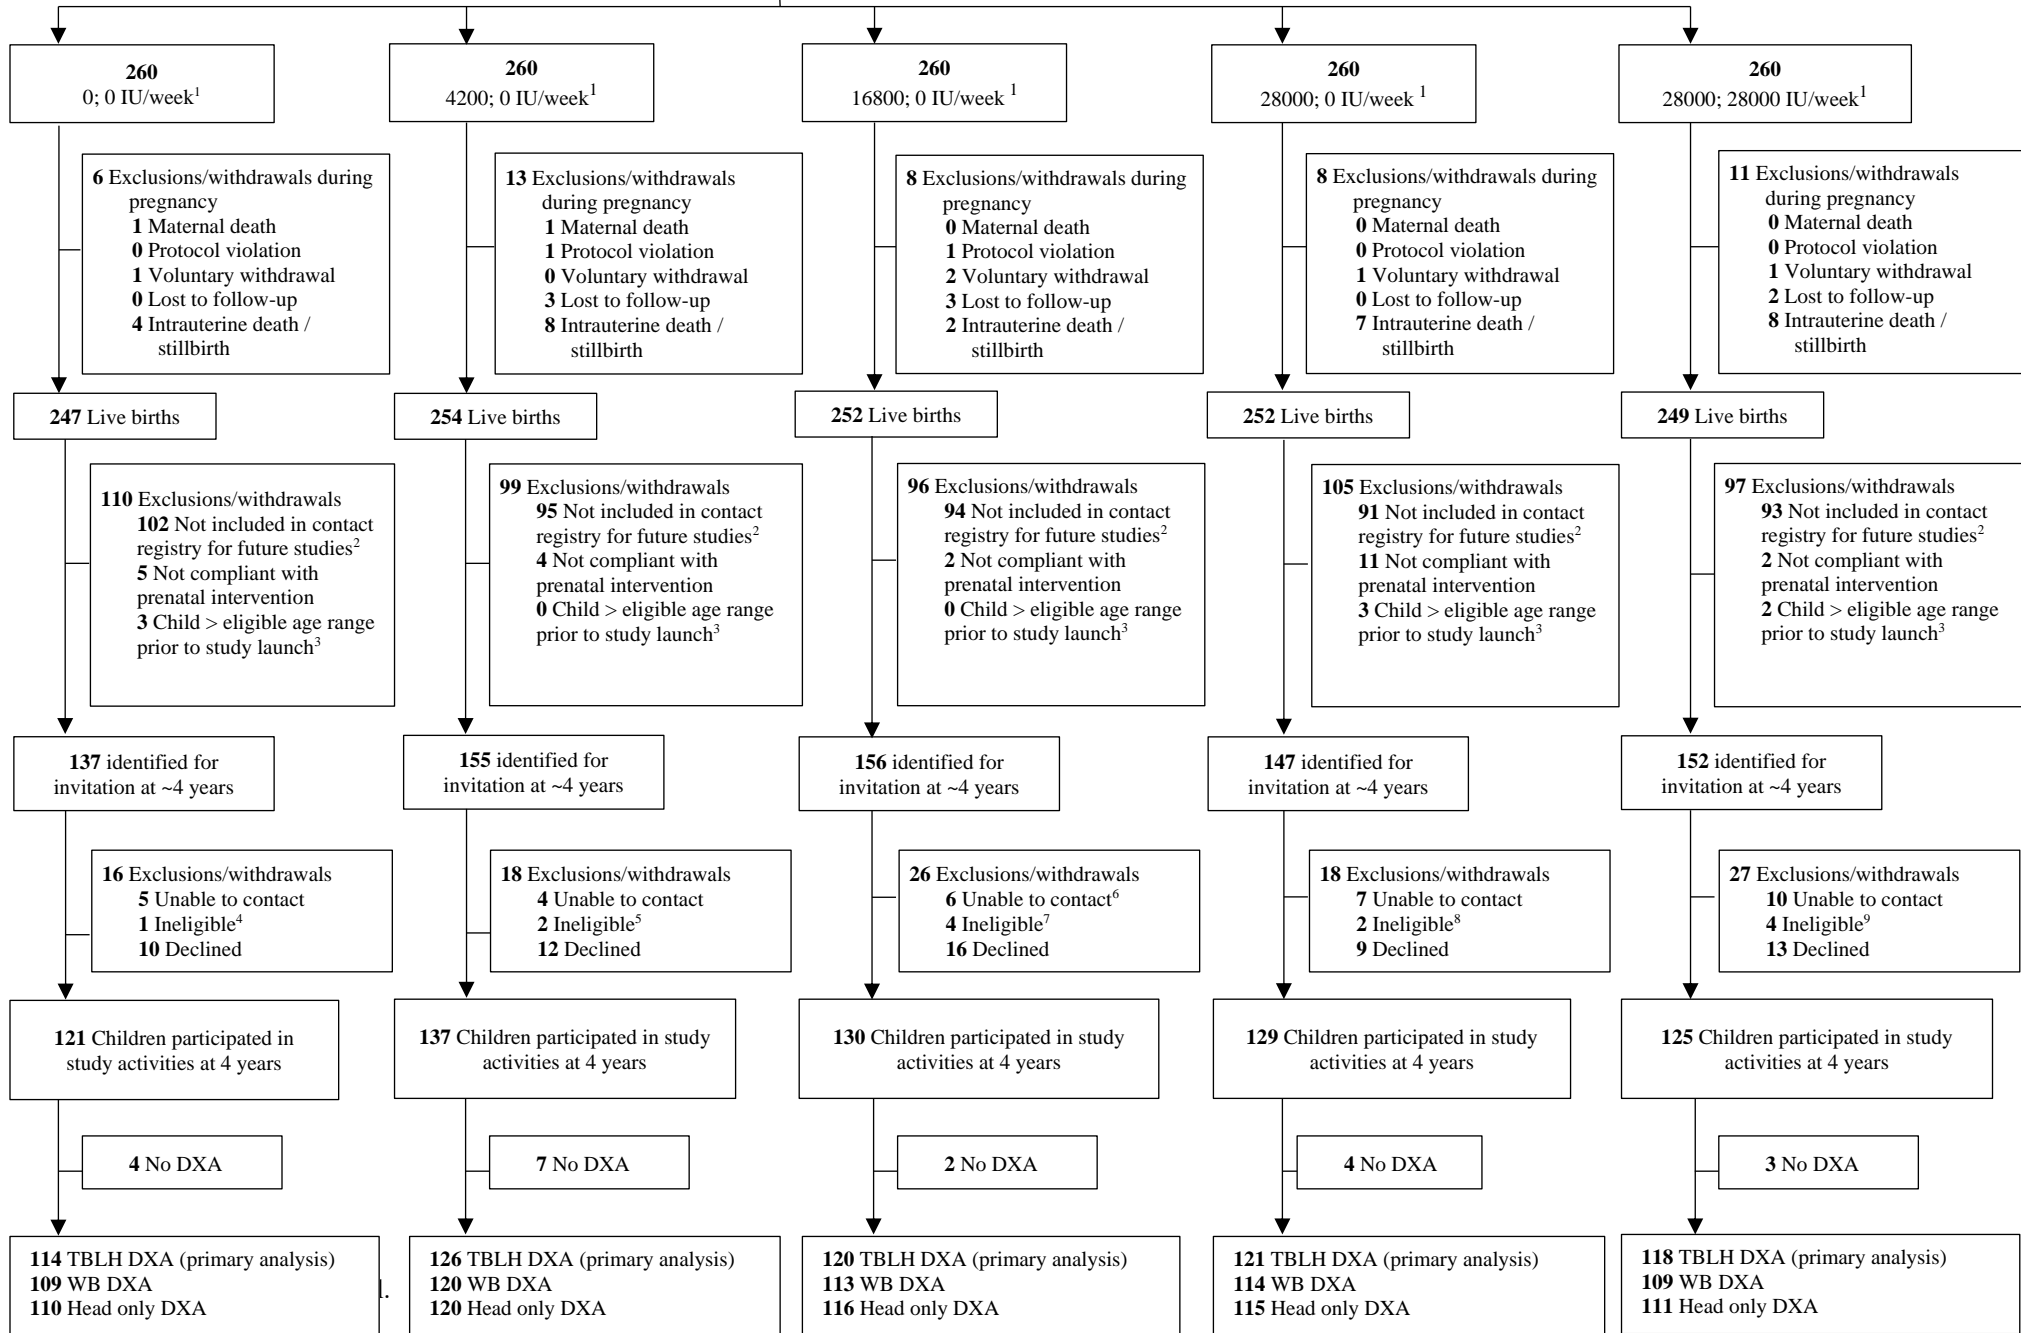 260
0; 0 IU/week¹
260
4200; 0 IU/week¹
260
16800; 0 IU/week ¹
260
28000; 0 IU/week ¹
260
28000; 28000 IU/week¹
6 Exclusions/withdrawals during
pregnancy
1 Maternal death
0 Protocol violation
1 Voluntary withdrawal
0 Lost to follow-up
4 Intrauterine death /
stillbirth
13 Exclusions/withdrawals
during pregnancy
1 Maternal death
1 Protocol violation
0 Voluntary withdrawal
3 Lost to follow-up
8 Intrauterine death /
stillbirth
8 Exclusions/withdrawals during
pregnancy
0 Maternal death
1 Protocol violation
2 Voluntary withdrawal
3 Lost to follow-up
2 Intrauterine death /
stillbirth
8 Exclusions/withdrawals during
pregnancy
0 Maternal death
0 Protocol violation
1 Voluntary withdrawal
0 Lost to follow-up
7 Intrauterine death /
stillbirth
11 Exclusions/withdrawals
during pregnancy
0 Maternal death
0 Protocol violation
1 Voluntary withdrawal
2 Lost to follow-up
8 Intrauterine death /
stillbirth
247 Live births
254 Live births
252 Live births
252 Live births
249 Live births
110 Exclusions/withdrawals
102 Not included in contact
registry for future studies²
5 Not compliant with
prenatal intervention
3 Child > eligible age range
prior to study launch³
99 Exclusions/withdrawals
95 Not included in contact
registry for future studies²
4 Not compliant with
prenatal intervention
0 Child > eligible age range
prior to study launch³
96 Exclusions/withdrawals
94 Not included in contact
registry for future studies²
2 Not compliant with
prenatal intervention
0 Child > eligible age range
prior to study launch³
105 Exclusions/withdrawals
91 Not included in contact
registry for future studies²
11 Not compliant with
prenatal intervention
3 Child > eligible age range
prior to study launch³
97 Exclusions/withdrawals
93 Not included in contact
registry for future studies²
2 Not compliant with
prenatal intervention
2 Child > eligible age range
prior to study launch³
137 identified for
invitation at ~4 years
155 identified for
invitation at ~4 years
156 identified for
invitation at ~4 years
147 identified for
invitation at ~4 years
152 identified for
invitation at ~4 years
16 Exclusions/withdrawals
5 Unable to contact
1 Ineligible⁴
10 Declined
18 Exclusions/withdrawals
4 Unable to contact
2 Ineligible⁵
12 Declined
26 Exclusions/withdrawals
6 Unable to contact⁶
4 Ineligible⁷
16 Declined
18 Exclusions/withdrawals
7 Unable to contact
2 Ineligible⁸
9 Declined
27 Exclusions/withdrawals
10 Unable to contact
4 Ineligible⁹
13 Declined
121 Children participated in
study activities at 4 years
137 Children participated in study
activities at 4 years
130 Children participated in study
activities at 4 years
129 Children participated in study
activities at 4 years
125 Children participated in study
activities at 4 years
4 No DXA
7 No DXA
2 No DXA
4 No DXA
3 No DXA
114 TBLH DXA (primary analysis)
109 WB DXA
110 Head only DXA
126 TBLH DXA (primary analysis)
120 WB DXA
120 Head only DXA
120 TBLH DXA (primary analysis)
113 WB DXA
116 Head only DXA
121 TBLH DXA (primary analysis)
114 WB DXA
115 Head only DXA
118 TBLH DXA (primary analysis)
109 WB DXA
111 Head only DXA